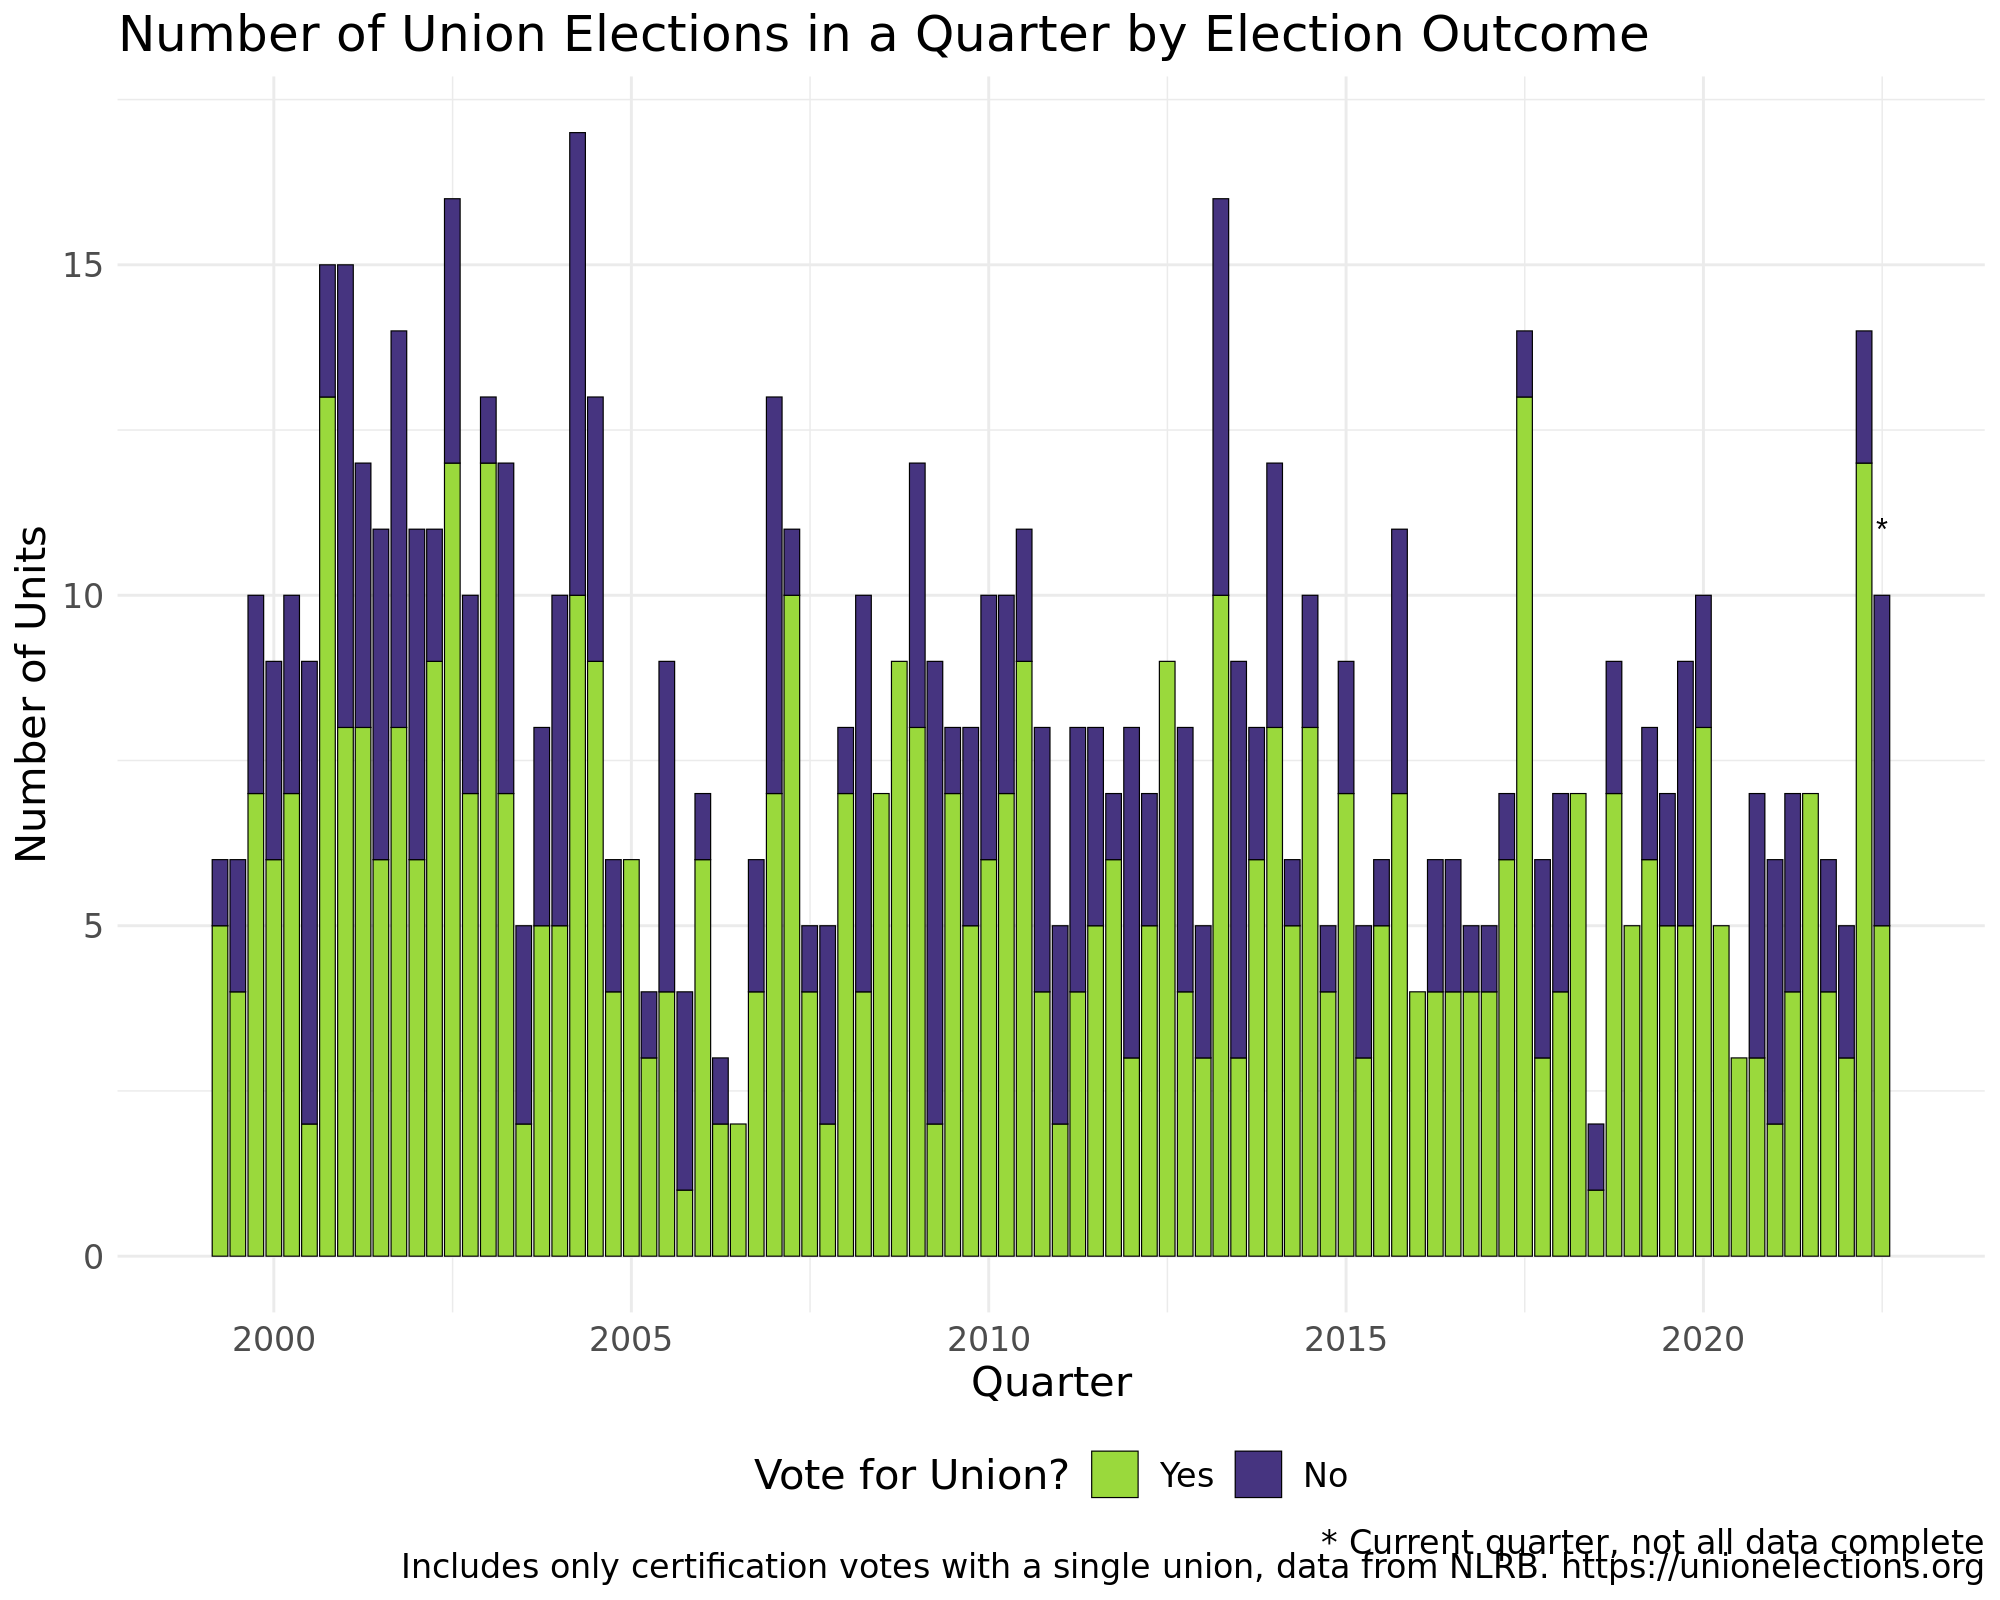 Number of Union Elections in a Quarter by Election Outcome
Number of Units
15
10
5
0
*
2000 2005 2010 2015 2020
Quarter
Vote for Union? Yes No
* Current quarter, not all data complete
Includes only certification votes with a single union, data from NLRB. https://unionelections.org